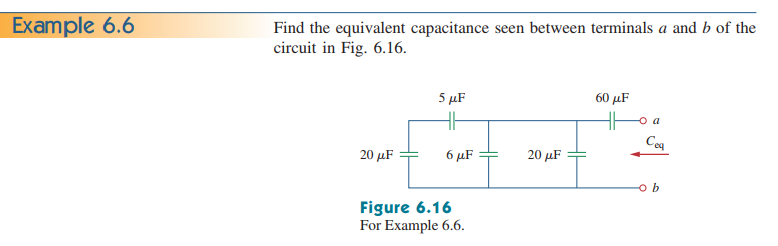 Example 6.6
Find the equivalent capacitance seen between terminals a and b of the
circuit in Fig. 6.16.
5 μF
60 μF
a
Ceq
20 μF
6 μF
20 μF
b
Figure 6.16
For Example 6.6.